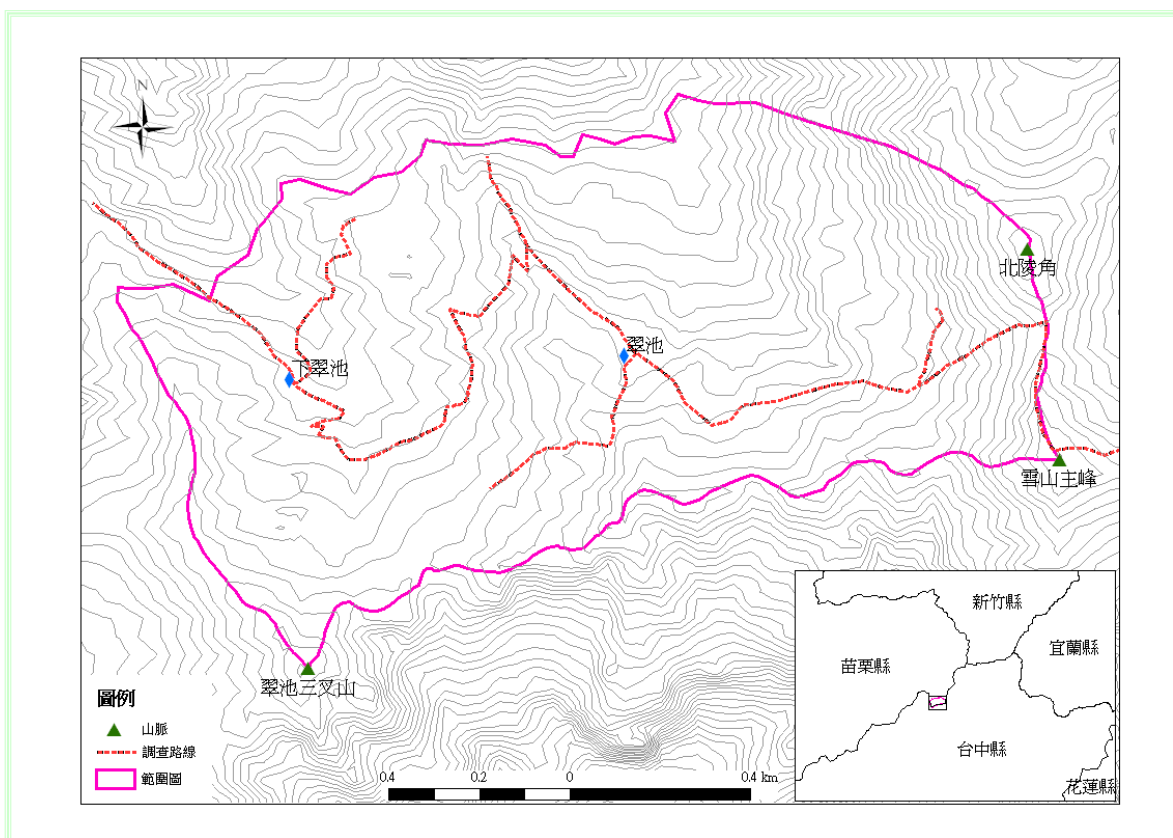 N
北陵角
翠池
下翠池
雪山主峰
翠池三叉山
圖例
山脈
調查路線
範圍圖
0.4 0.2 0 0.4 km
新竹縣
宜蘭縣
苗栗縣
台中縣
花蓮縣